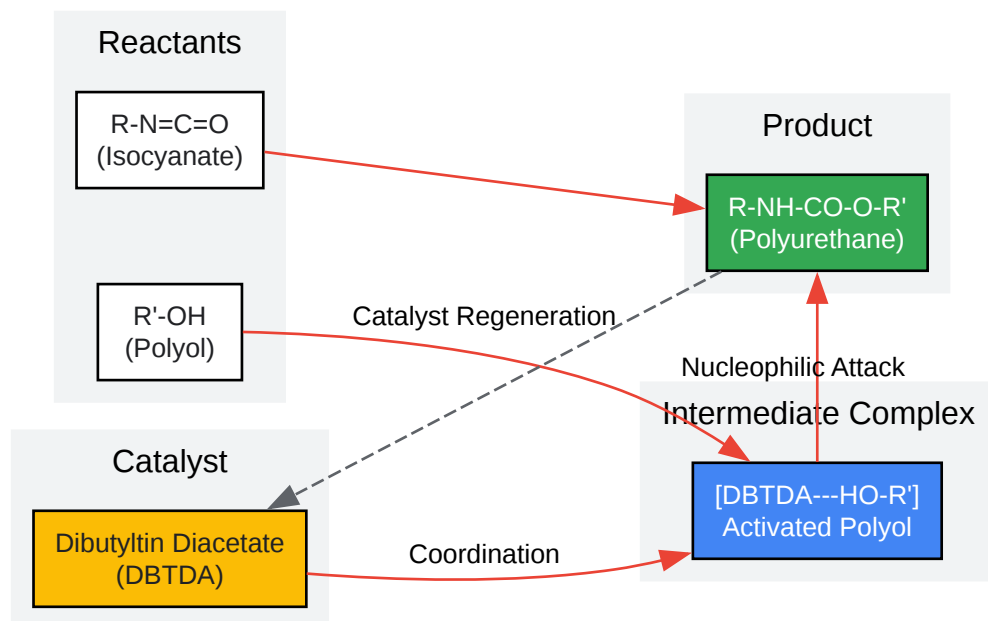 Reactants
R-N=C=O
(Isocyanate)
R'-OH
(Polyol)
Product
R-NH-CO-O-R'
(Polyurethane)
Catalyst Regeneration
Nucleophilic Attack
Intermediate Complex
[DBTDA---HO-R']
Activated Polyol
Catalyst
Dibutyltin Diacetate
(DBTDA)
Coordination